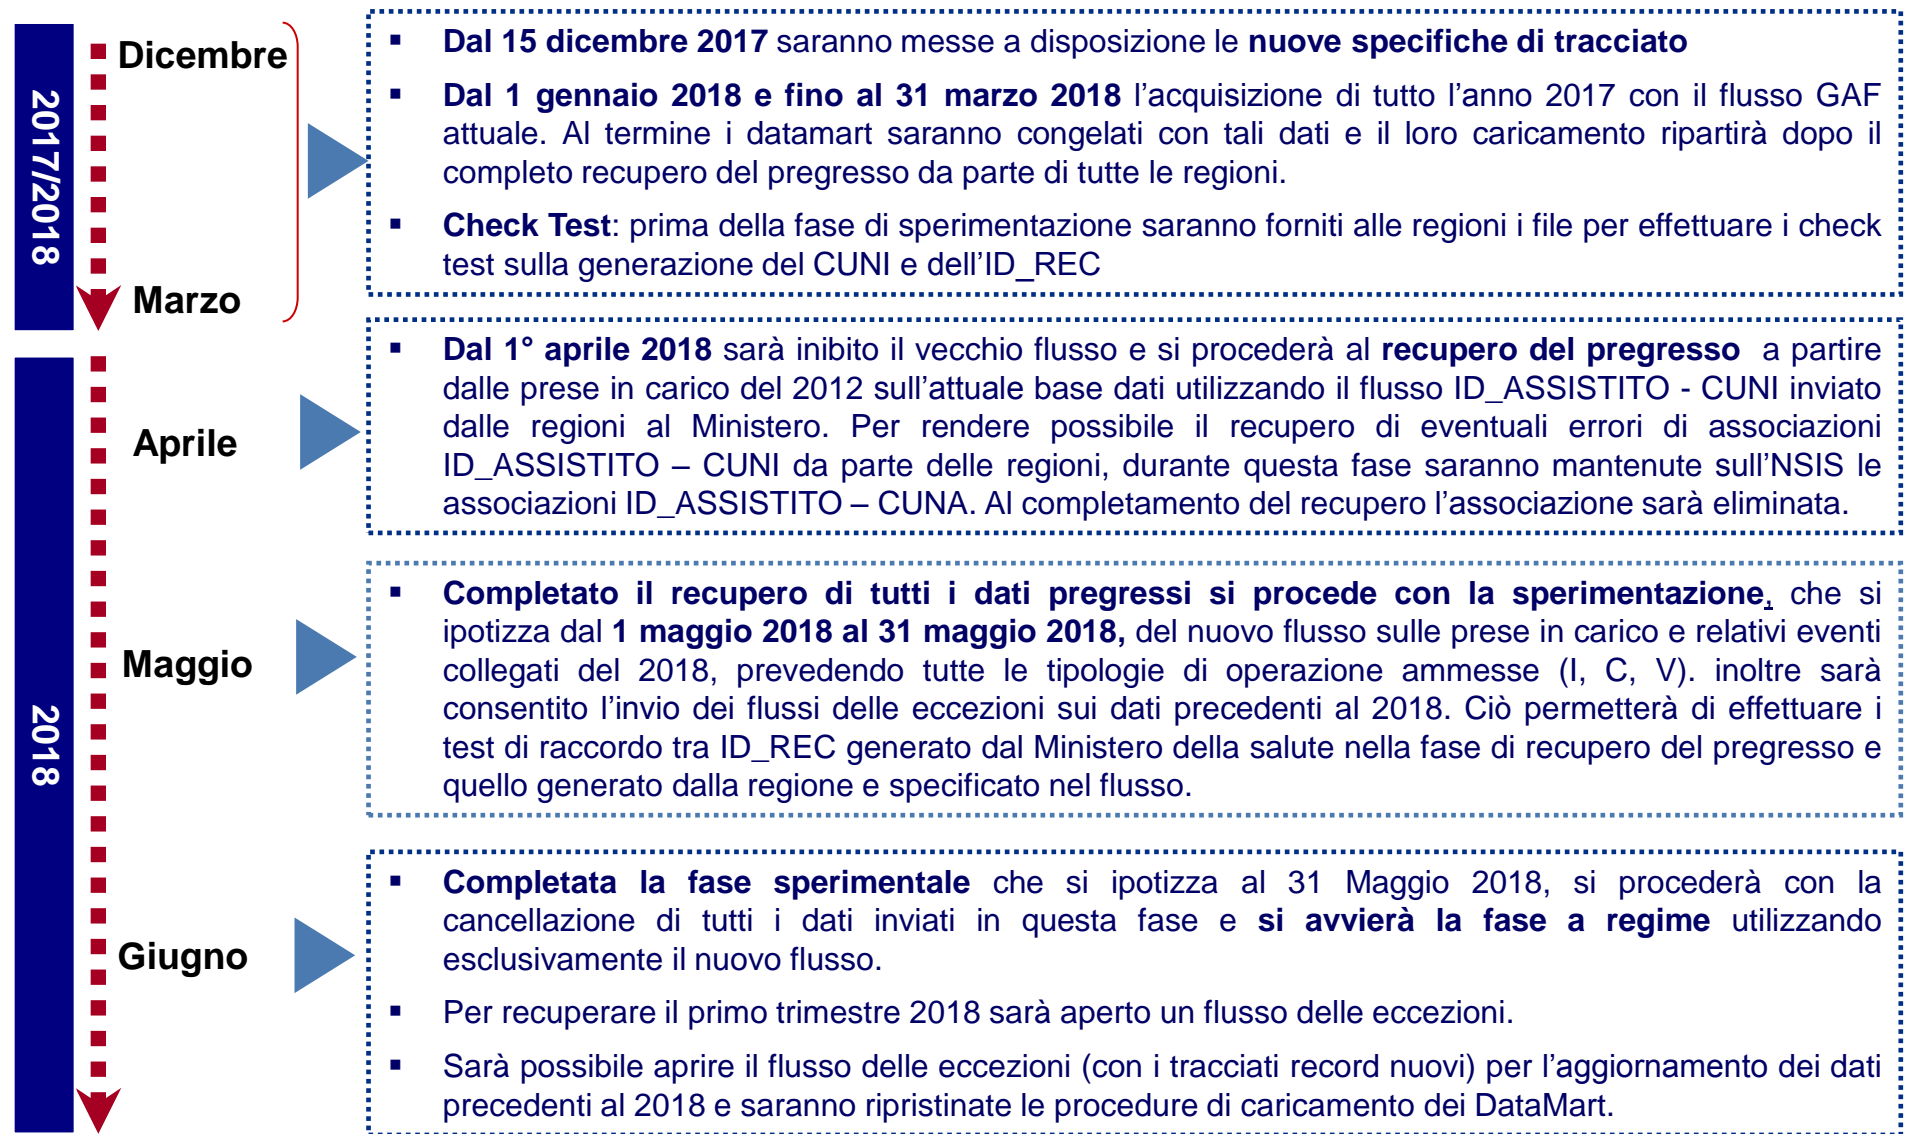 2017/2018
Dicembre
Marzo
▪ Dal 15 dicembre 2017 saranno messe a disposizione le nuove specifiche di tracciato
▪ Dal 1 gennaio 2018 e fino al 31 marzo 2018 l’acquisizione di tutto l’anno 2017 con il flusso GAF
attuale. Al termine i datamart saranno congelati con tali dati e il loro caricamento ripartirà dopo il
completo recupero del pregresso da parte di tutte le regioni.
▪ Check Test: prima della fase di sperimentazione saranno forniti alle regioni i file per effettuare i check
test sulla generazione del CUNI e dell’ID_REC
2018
Aprile
▪ Dal 1° aprile 2018 sarà inibito il vecchio flusso e si procederà al recupero del pregresso a partire
dalle prese in carico del 2012 sull’attuale base dati utilizzando il flusso ID_ASSISTITO - CUNI inviato
dalle regioni al Ministero. Per rendere possibile il recupero di eventuali errori di associazioni
ID_ASSISTITO – CUNI da parte delle regioni, durante questa fase saranno mantenute sull’NSIS le
associazioni ID_ASSISTITO – CUNA. Al completamento del recupero l’associazione sarà eliminata.
Maggio
▪ Completato il recupero di tutti i dati pregressi si procede con la sperimentazione, che si
ipotizza dal 1 maggio 2018 al 31 maggio 2018, del nuovo flusso sulle prese in carico e relativi eventi
collegati del 2018, prevedendo tutte le tipologie di operazione ammesse (I, C, V). inoltre sarà
consentito l’invio dei flussi delle eccezioni sui dati precedenti al 2018. Ciò permetterà di effettuare i
test di raccordo tra ID_REC generato dal Ministero della salute nella fase di recupero del pregresso e
quello generato dalla regione e specificato nel flusso.
Giugno
▪ Completata la fase sperimentale che si ipotizza al 31 Maggio 2018, si procederà con la
cancellazione di tutti i dati inviati in questa fase e si avvierà la fase a regime utilizzando
esclusivamente il nuovo flusso.
▪ Per recuperare il primo trimestre 2018 sarà aperto un flusso delle eccezioni.
▪ Sarà possibile aprire il flusso delle eccezioni (con i tracciati record nuovi) per l’aggiornamento dei dati
precedenti al 2018 e saranno ripristinate le procedure di caricamento dei DataMart.